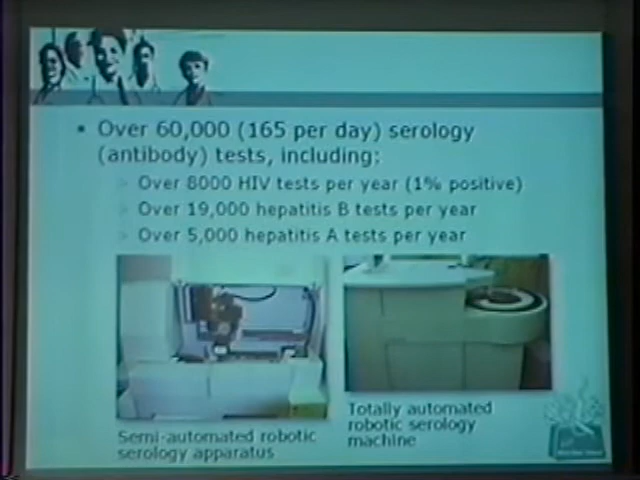 ▪ Over 60,000 (165 per day) serology
(antibody) tests, including:
Over 8000 HIV tests per year (1% positive)
Over 19,000 hepatitis B tests per year
Over 5,000 hepatitis A tests per year
Semi-automated robotic
serology apparatus
Totally automated
robotic serology
machine